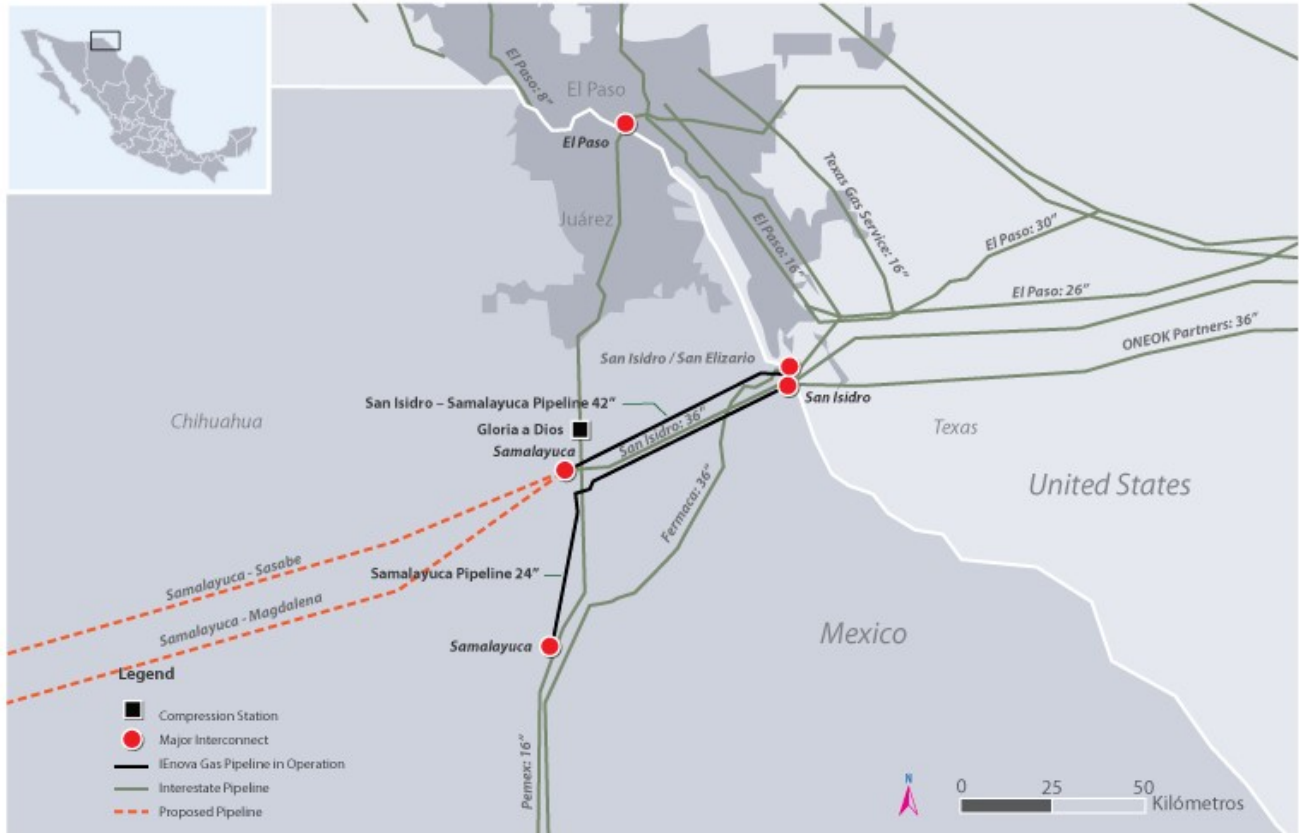 El Paso: 8”
El Paso
El Paso
Juárez
Texas Gas Service: 16”
El Paso: 16”
El Paso: 30”
El Paso: 26”
ONEOK Partners: 36”
San Isidro / San Elizario
San Isidro
San Isidro – Samalayuca Pipeline 42”
San Isidro: 36”
Chihuahua
Gloria a Dios
Samalayuca
Texas
United States
Fermaca: 36”
Samalayuca - Sasabe
Samalayuca Pipeline 24”
Samalayuca - Magdalena
Samalayuca
Mexico
Pemex: 16”
Legend
Compression Station
Major Interconnect
IEnova Gas Pipeline in Operation
Interestate Pipeline
Proposed Pipeline
N
0 25 50
Kilómetros